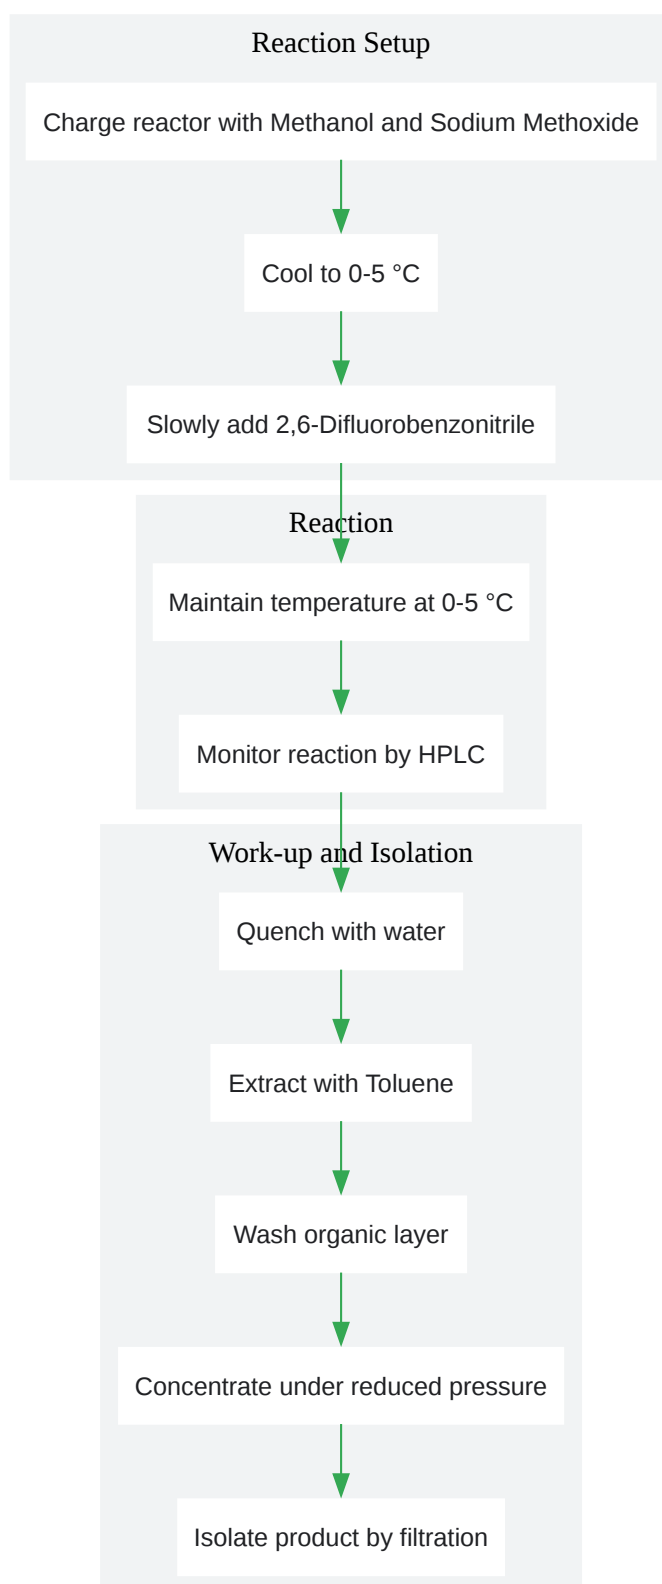 Reaction Setup
Charge reactor with Methanol and Sodium Methoxide
Cool to 0-5 °C
Slowly add 2,6-Difluorobenzonitrile
Reaction
Maintain temperature at 0-5 °C
Monitor reaction by HPLC
Work-up and Isolation
Quench with water
Extract with Toluene
Wash organic layer
Concentrate under reduced pressure
Isolate product by filtration